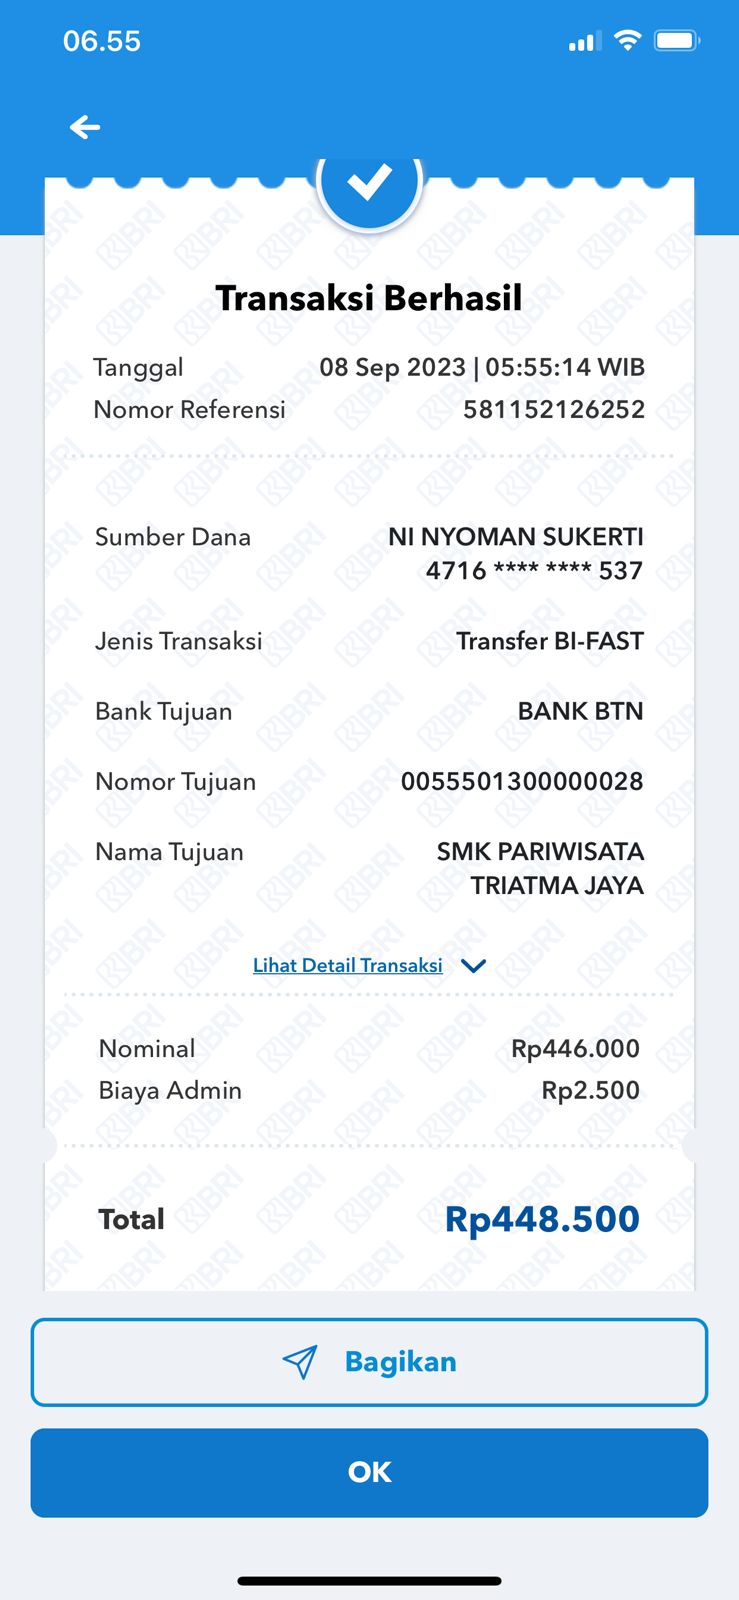 06.55
Transaksi Berhasil
Tanggal 08 Sep 2023 | 05:55:14 WIB
Nomor Referensi 581152126252
Sumber Dana NI NYOMAN SUKERTI
4716 **** **** 537
Jenis Transaksi Transfer BI-FAST
Bank Tujuan BANK BTN
Nomor Tujuan 0055501300000028
Nama Tujuan SMK PARIWISATA
TRIATMA JAYA
Lihat Detail Transaksi
Nominal Rp446.000
Biaya Admin Rp2.500
Total Rp448.500
Bagikan
OK